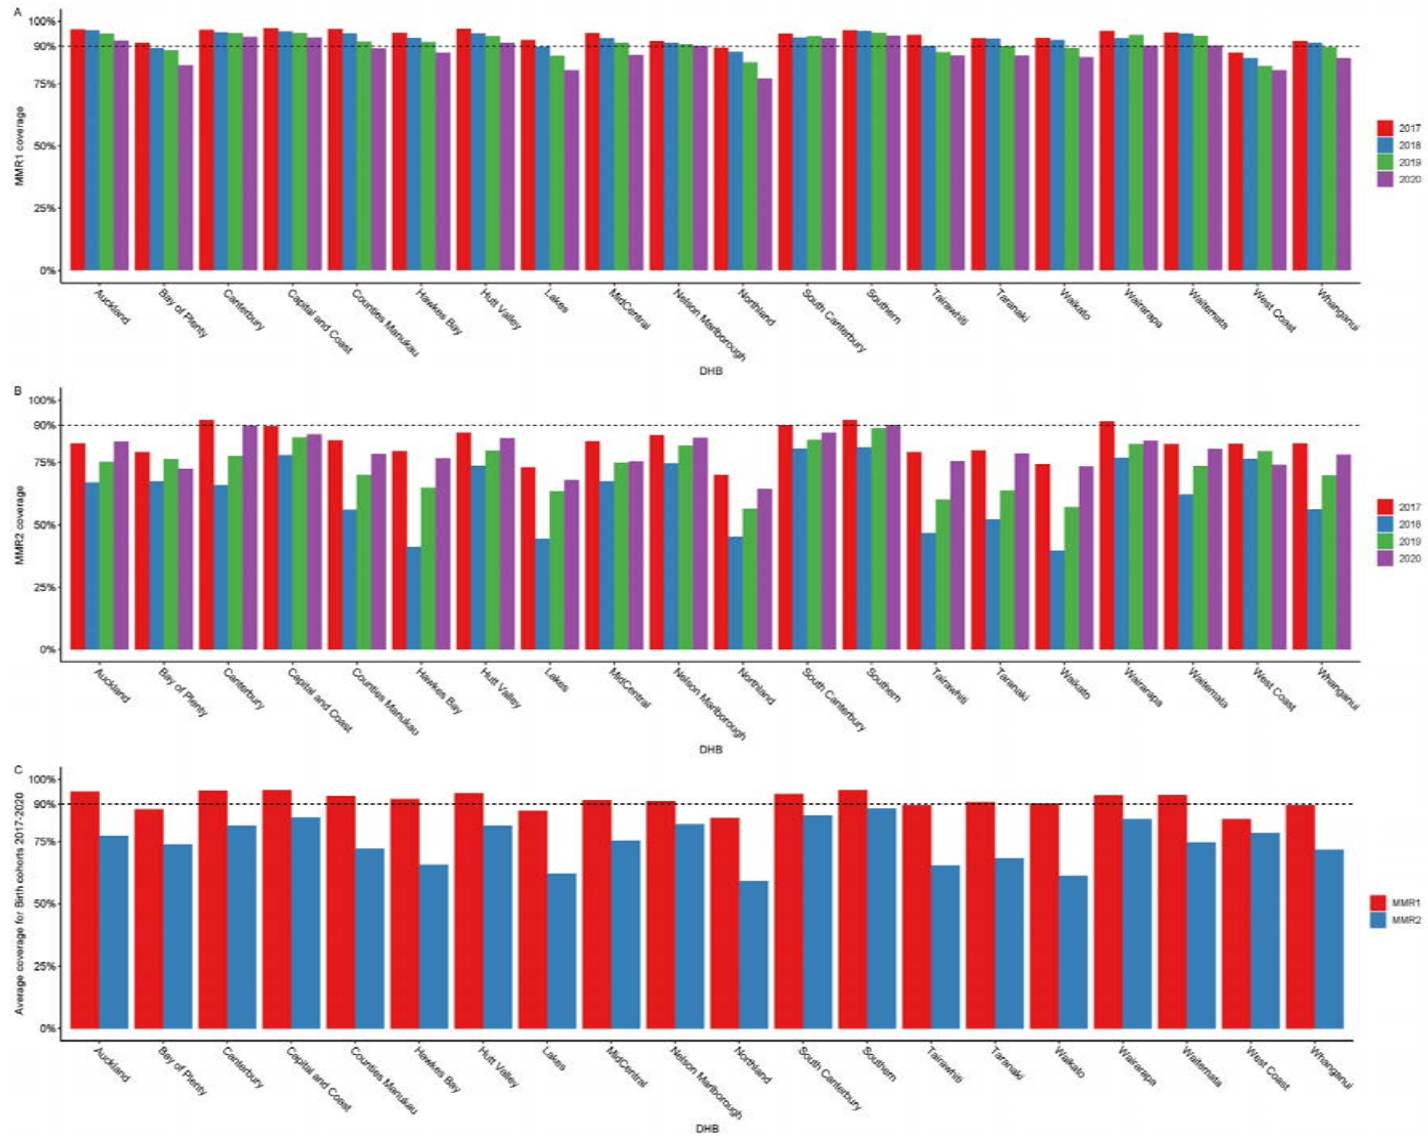 A
100%
90%
75%
50%
25%
0%
MMR1 coverage
2017
2018
2019
2020
Auckland
Bay of Plenty
Canterbury
Capital and Coast
Counties Manukau
Hawkes Bay
Hutt Valley
Lakes
MidCentral
Nelson Marlborough
Northland
South Canterbury
Southern
Tairawhiti
Taranaki
Waikato
Wairarapa
Waitemata
West Coast
Whanganui
DHB
B
100%
90%
75%
50%
25%
0%
MMR2 coverage
2017
2018
2019
2020
Auckland
Bay of Plenty
Canterbury
Capital and Coast
Counties Manukau
Hawkes Bay
Hutt Valley
Lakes
MidCentral
Nelson Marlborough
Northland
South Canterbury
Southern
Tairawhiti
Taranaki
Waikato
Wairarapa
Waitemata
West Coast
Whanganui
DHB
C
100%
90%
75%
50%
25%
0%
Average coverage for Birth cohorts 2017-2020
MMR1
MMR2
Auckland
Bay of Plenty
Canterbury
Capital and Coast
Counties Manukau
Hawkes Bay
Hutt Valley
Lakes
MidCentral
Nelson Marlborough
Northland
South Canterbury
Southern
Tairawhiti
Taranaki
Waikato
Wairarapa
Waitemata
West Coast
Whanganui
DHB